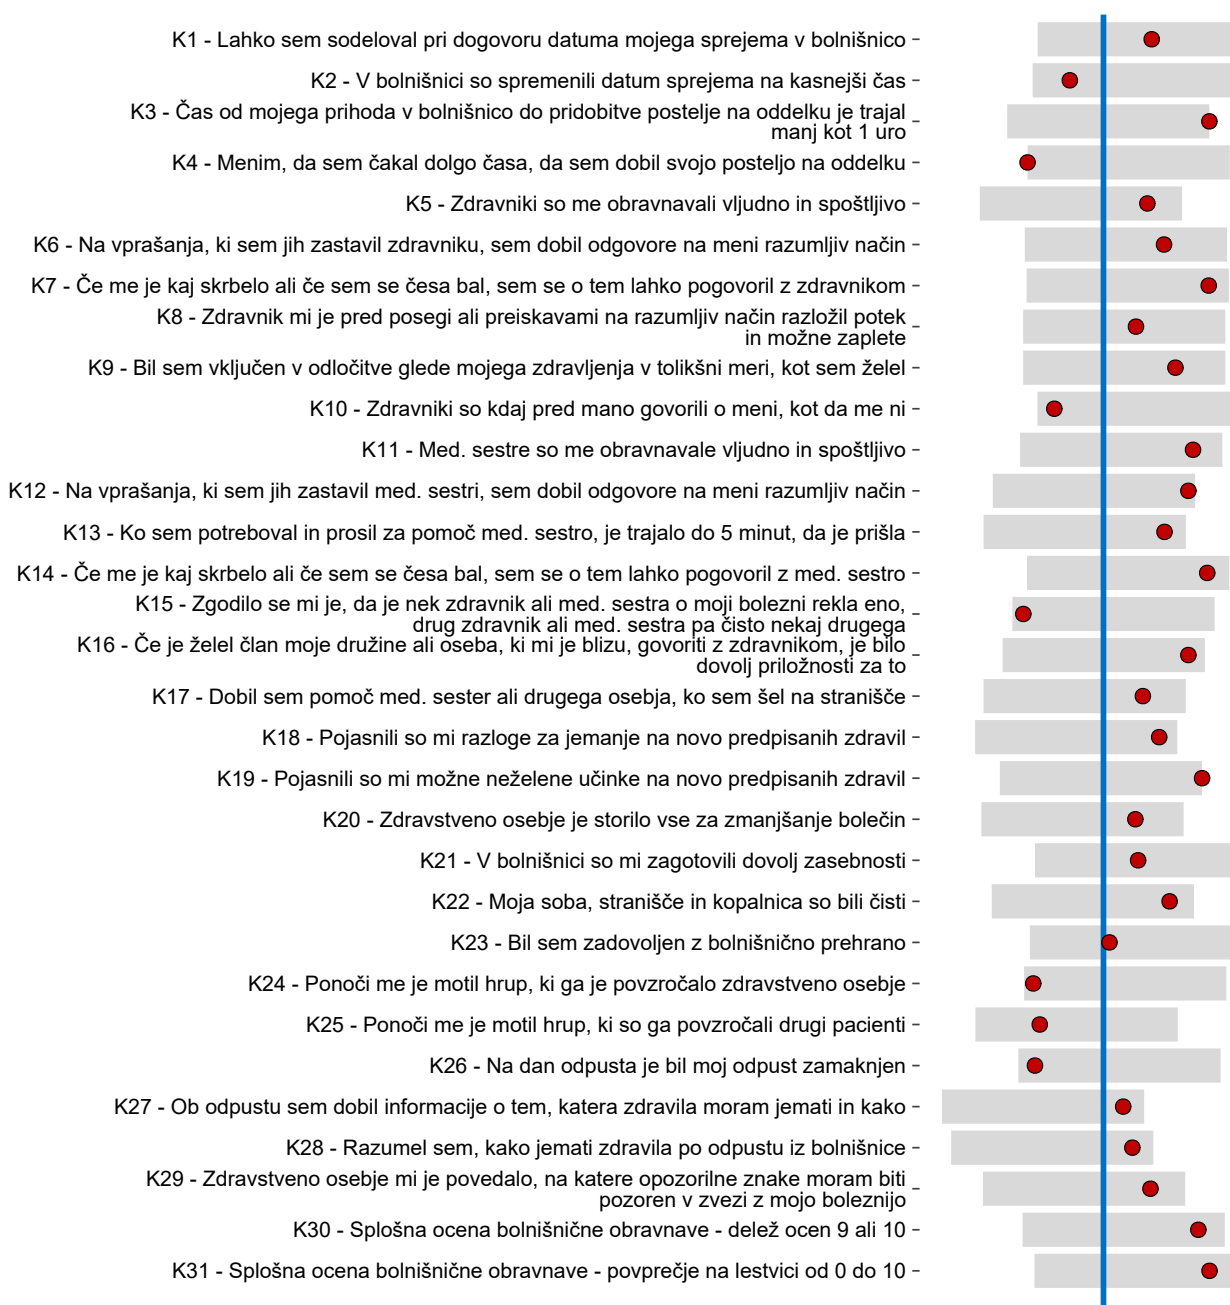 K1 - Lahko sem sodeloval pri dogovoru datuma mojega sprejema v bolnišnico
K2 - V bolnišnici so spremenili datum sprejema na kasnejši čas
K3 - Čas od mojega prihoda v bolnišnico do pridobitve postelje na oddelku je trajal
manj kot 1 uro
K4 - Menim, da sem čakal dolgo časa, da sem dobil svojo posteljo na oddelku
K5 - Zdravniki so me obravnavali vljudno in spoštljivo
K6 - Na vprašanja, ki sem jih zastavil zdravniku, sem dobil odgovore na meni razumljiv način
K7 - Če me je kaj skrbelo ali če sem se česa bal, sem se o tem lahko pogovoril z zdravnikom
K8 - Zdravnik mi je pred posegi ali preiskavami na razumljiv način razložil potek
in možne zaplete
K9 - Bil sem vključen v odločitve glede mojega zdravljenja v tolikšni meri, kot sem želel
K10 - Zdravniki so kdaj pred mano govorili o meni, kot da me ni
K11 - Med. sestre so me obravnavale vljudno in spoštljivo
K12 - Na vprašanja, ki sem jih zastavil med. sestri, sem dobil odgovore na meni razumljiv način
K13 - Ko sem potreboval in prosil za pomoč med. sestro, je trajalo do 5 minut, da je prišla
K14 - Če me je kaj skrbelo ali če sem se česa bal, sem se o tem lahko pogovoril z med. sestro
K15 - Zgodilo se mi je, da je nek zdravnik ali med. sestra o moji bolezni rekla eno,
drug zdravnik ali med. sestra pa čisto nekaj drugega
K16 - Če je želel član moje družine ali oseba, ki mi je blizu, govoriti z zdravnikom, je bilo
dovolj priložnosti za to
K17 - Dobil sem pomoč med. sester ali drugega osebja, ko sem šel na stranišče
K18 - Pojasnili so mi razloge za jemanje na novo predpisanih zdravil
K19 - Pojasnili so mi možne neželene učinke na novo predpisanih zdravil
K20 - Zdravstveno osebje je storilo vse za zmanjšanje bolečin
K21 - V bolnišnici so mi zagotovili dovolj zasebnosti
K22 - Moja soba, stranišče in kopalnica so bili čisti
K23 - Bil sem zadovoljen z bolnišnično prehrano
K24 - Ponoči me je motil hrup, ki ga je povzročalo zdravstveno osebje
K25 - Ponoči me je motil hrup, ki so ga povzročali drugi pacienti
K26 - Na dan odpusta je bil moj odpust zamaknjen
K27 - Ob odpustu sem dobil informacije o tem, katera zdravila moram jemati in kako
K28 - Razumel sem, kako jemati zdravila po odpustu iz bolnišnice
K29 - Zdravstveno osebje mi je povedalo, na katere opozorilne znake moram biti
pozoren v zvezi z mojo boleznijo
K30 - Splošna ocena bolnišnične obravnave - delež ocen 9 ali 10
K31 - Splošna ocena bolnišnične obravnave - povprečje na lestvici od 0 do 10